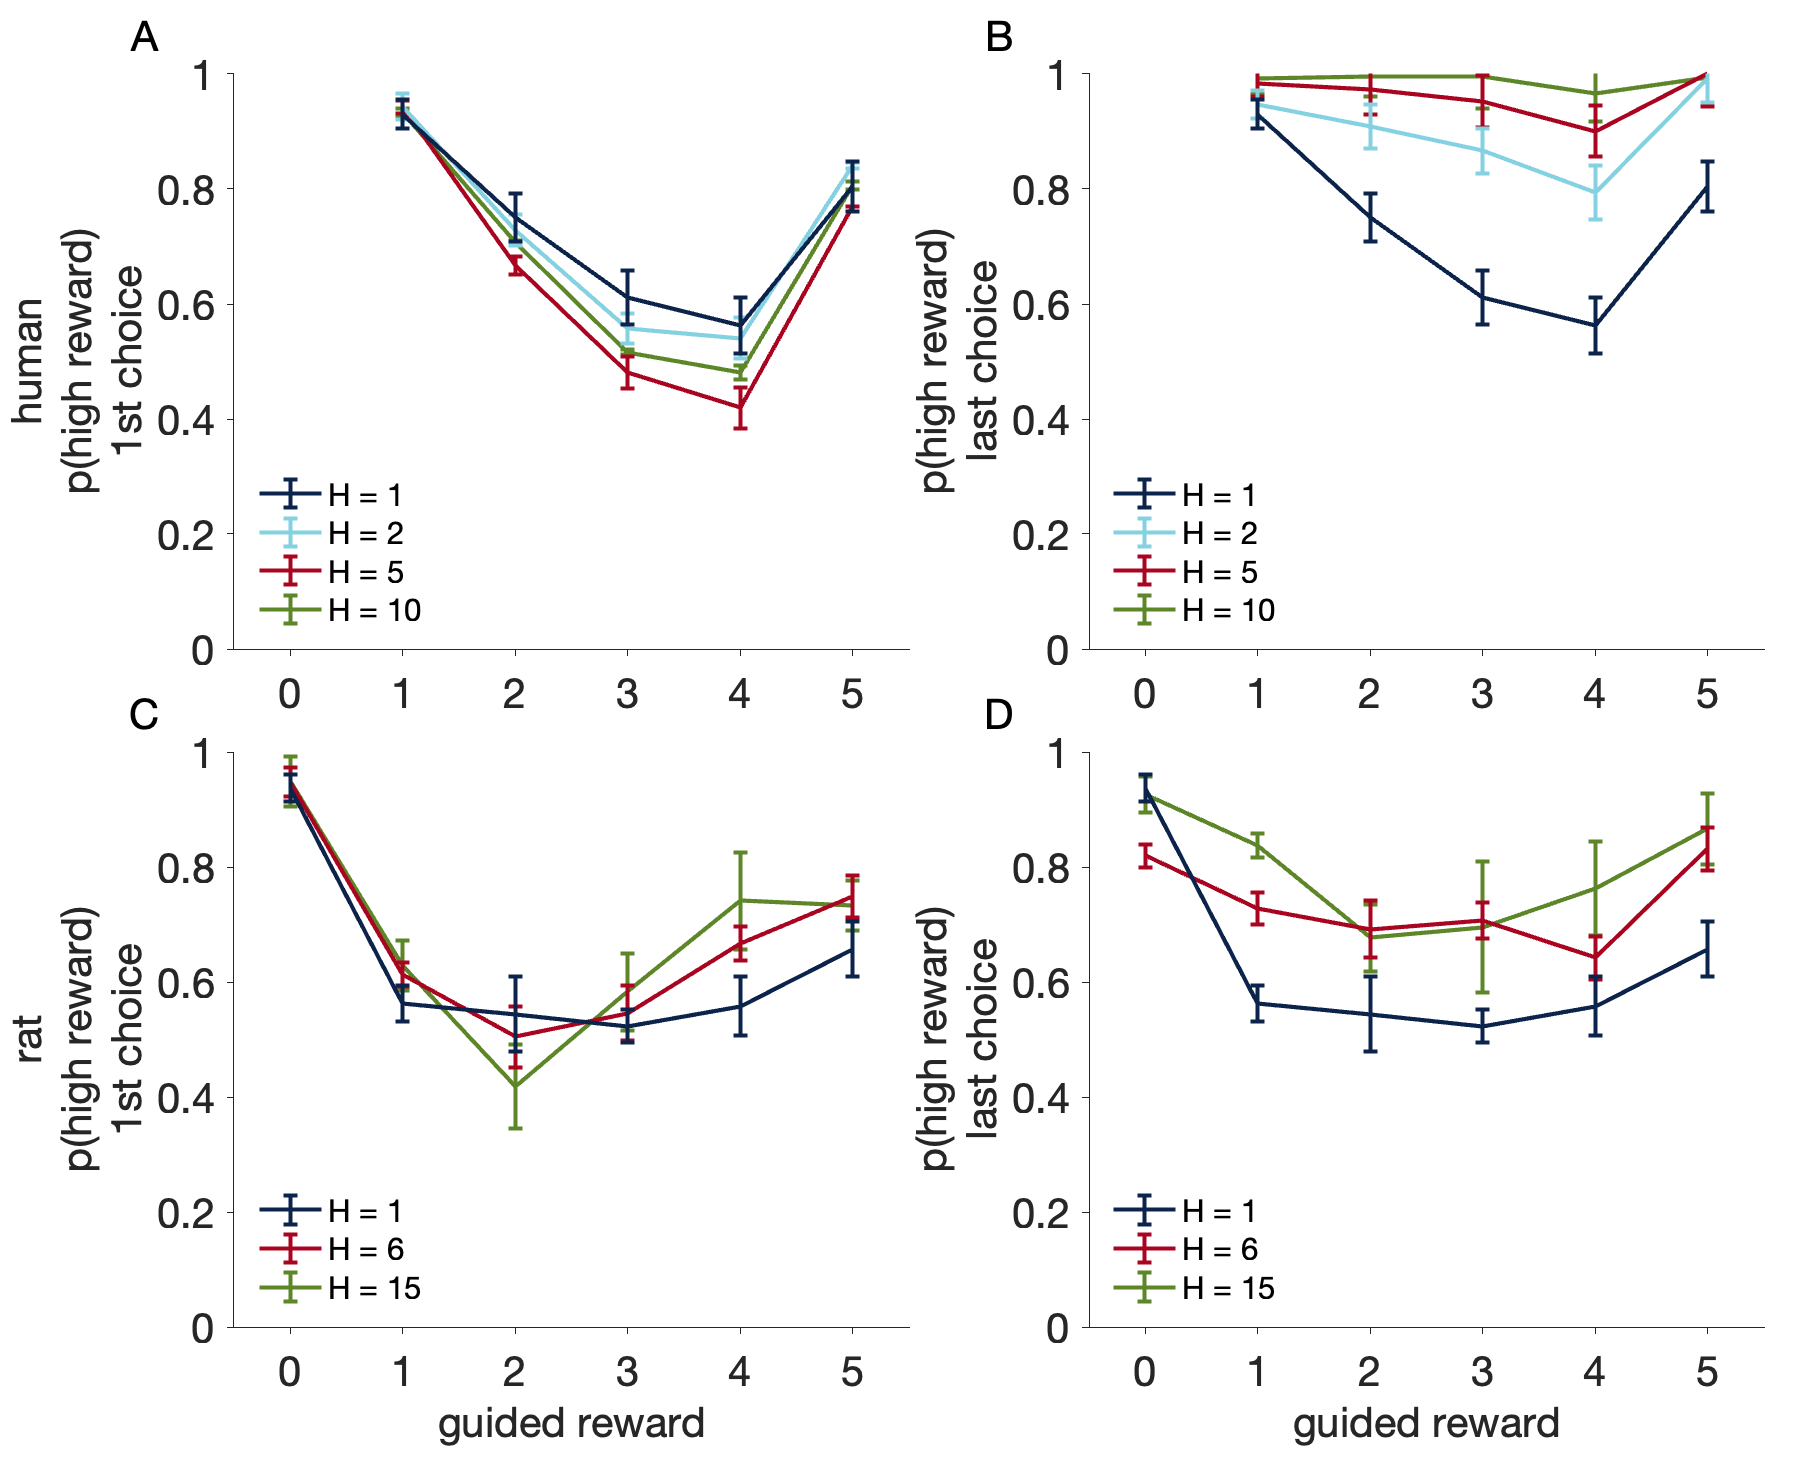 A
human
p(high reward)
1st choice
1
0.8
0.6
0.4
0.2
0
H = 1
H = 2
H = 5
H = 10
0 1 2 3 4 5
B
p(high reward)
last choice
1
0.8
0.6
0.4
0.2
0
H = 1
H = 2
H = 5
H = 10
0 1 2 3 4 5
C
rat
p(high reward)
1st choice
1
0.8
0.6
0.4
0.2
0
H = 1
H = 6
H = 15
0 1 2 3 4 5
guided reward
D
p(high reward)
last choice
1
0.8
0.6
0.4
0.2
0
H = 1
H = 6
H = 15
0 1 2 3 4 5
guided reward